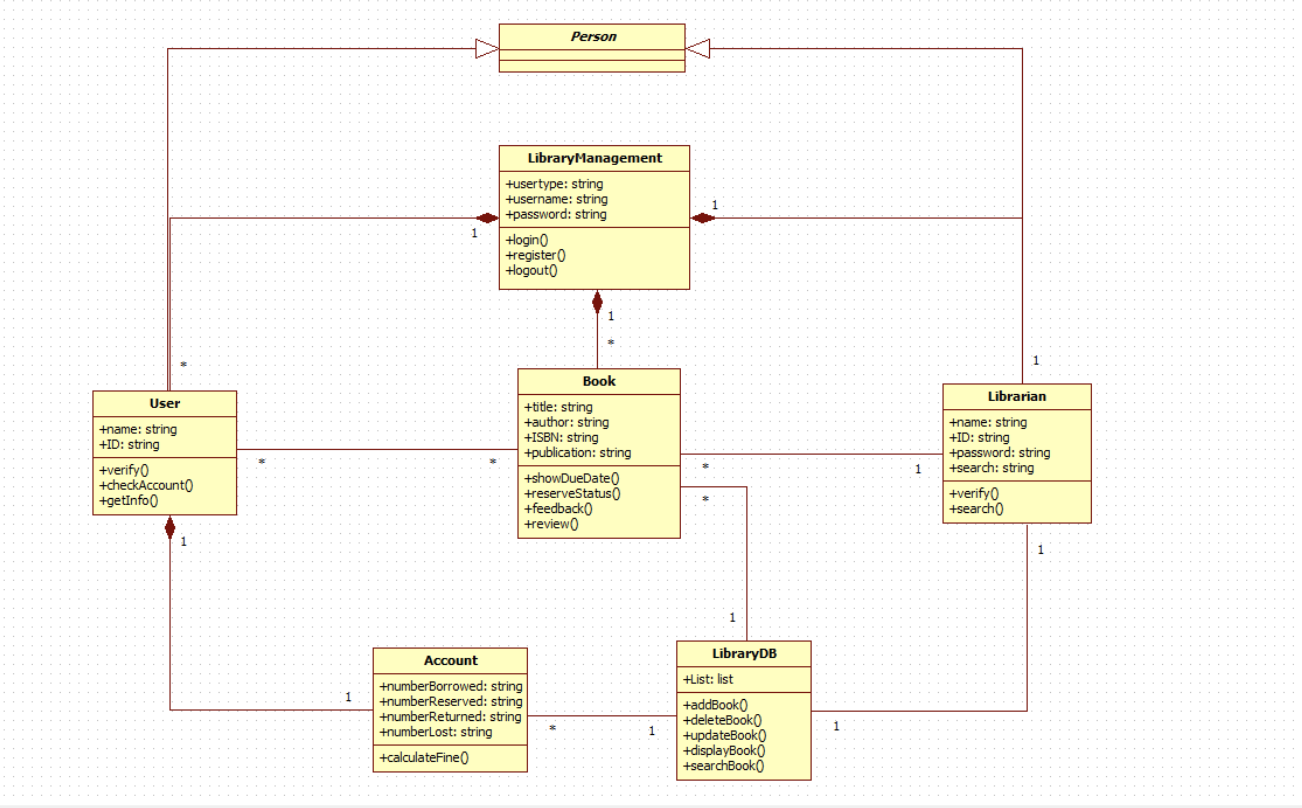 Person
LibraryManagement
+usertype: string
+username: string
+password: string
+login()
+register()
+logout()
1
1
1
*
*
1
User
+name: string
+ID: string
+verify()
+checkAccount()
+getInfo()
*
*
1
Book
+title: string
+author: string
+ISBN: string
+publication: string
+showDueDate()
+reserveStatus()
+feedback()
+review()
*
1
*
1
Librarian
+name: string
+ID: string
+password: string
+search: string
+verify()
+search()
1
1
1
Account
+numberBorrowed: string
+numberReserved: string
+numberReturned: string
+numberLost: string
+calculateFine()
*
1
LibraryDB
+List: list
+addBook()
+deleteBook()
+updateBook()
+displayBook()
+searchBook()